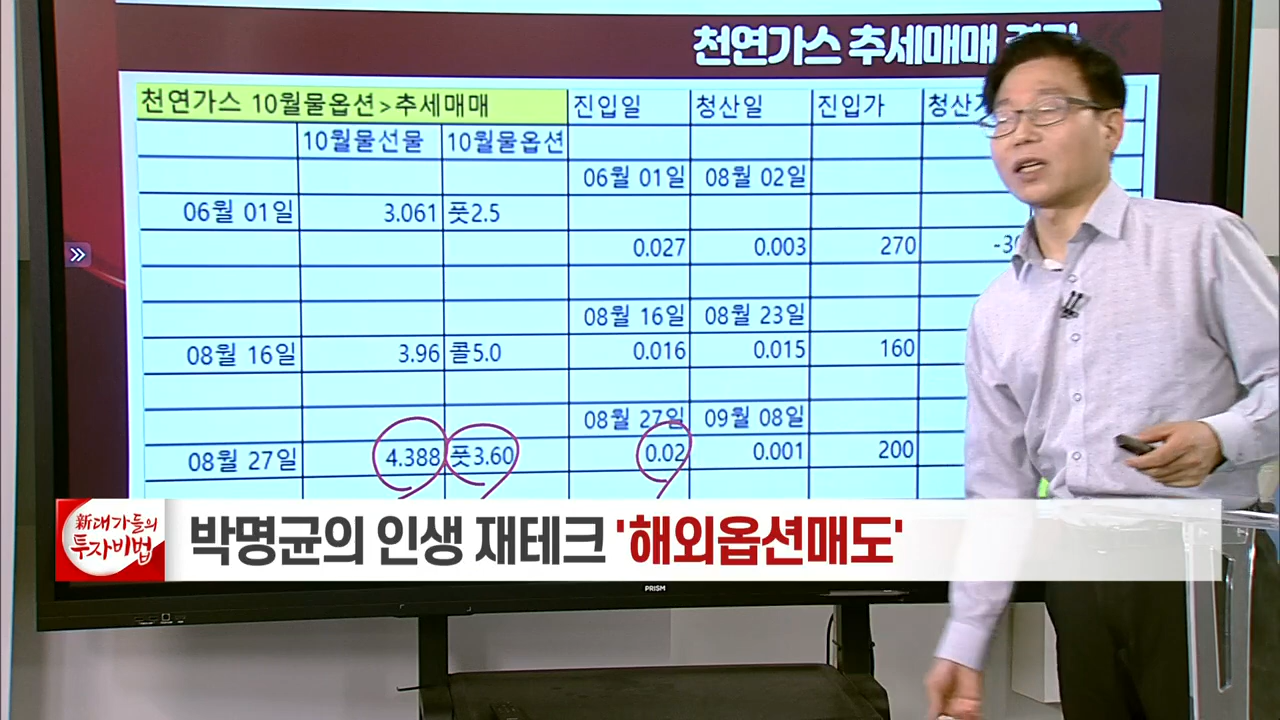 천연가스 추세매매
천연가스 10월물옵션>추세매매 진입일 청산일 진입가
10월물선물 10월물옵션
06월 01일 08월 02일
06월 01일 3.061 풋2.5
0.027 0.003 270
08월 16일 08월 23일
08월 16일 3.96 콜5.0 0.016 0.015 160
08월 27일 09월 08일
08월 27일 4.388 풋3.60 0.02 0.001 200
新대가들의
투자비법
박명균의 인생 재테크 '해외옵션매도'
PRISM